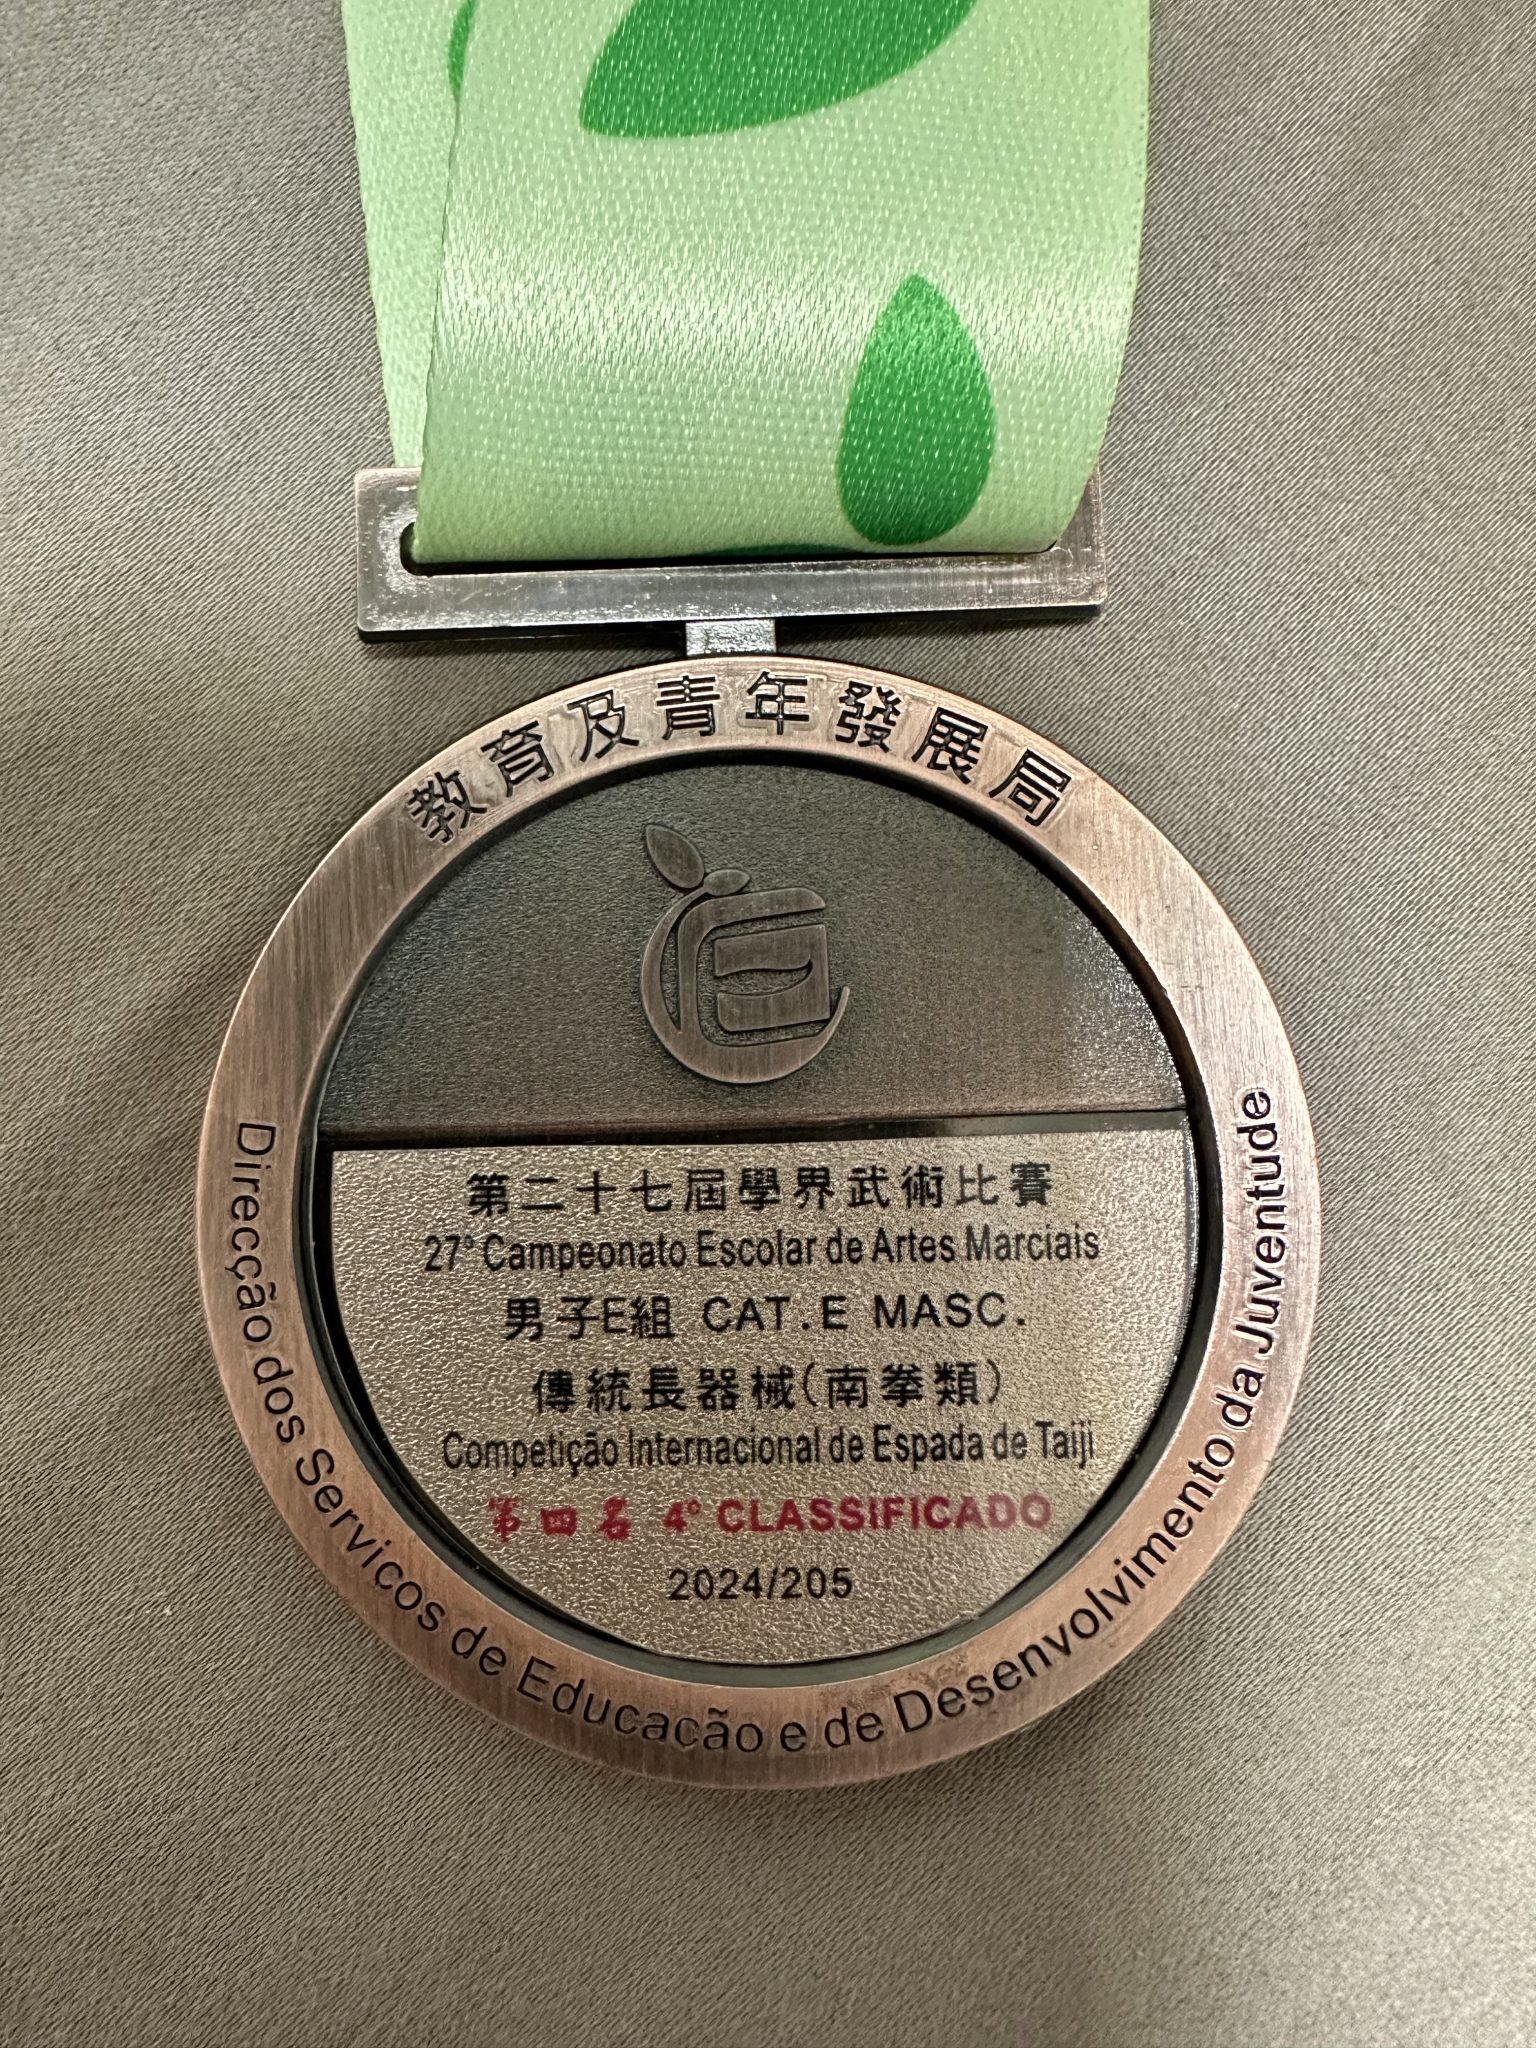 教育及青年發展局
第二十七屆學界武術比賽
27º Campeonato Escolar de Artes Marciais
男子E組 CAT.E MASC.
傳統長器械(南拳類)
Competição Internacional de Espada de Taiji
第四名 4º CLASSIFICADO
2024/205
Direcção dos Serviços de Educação e de Desenvolvimento da Juventude